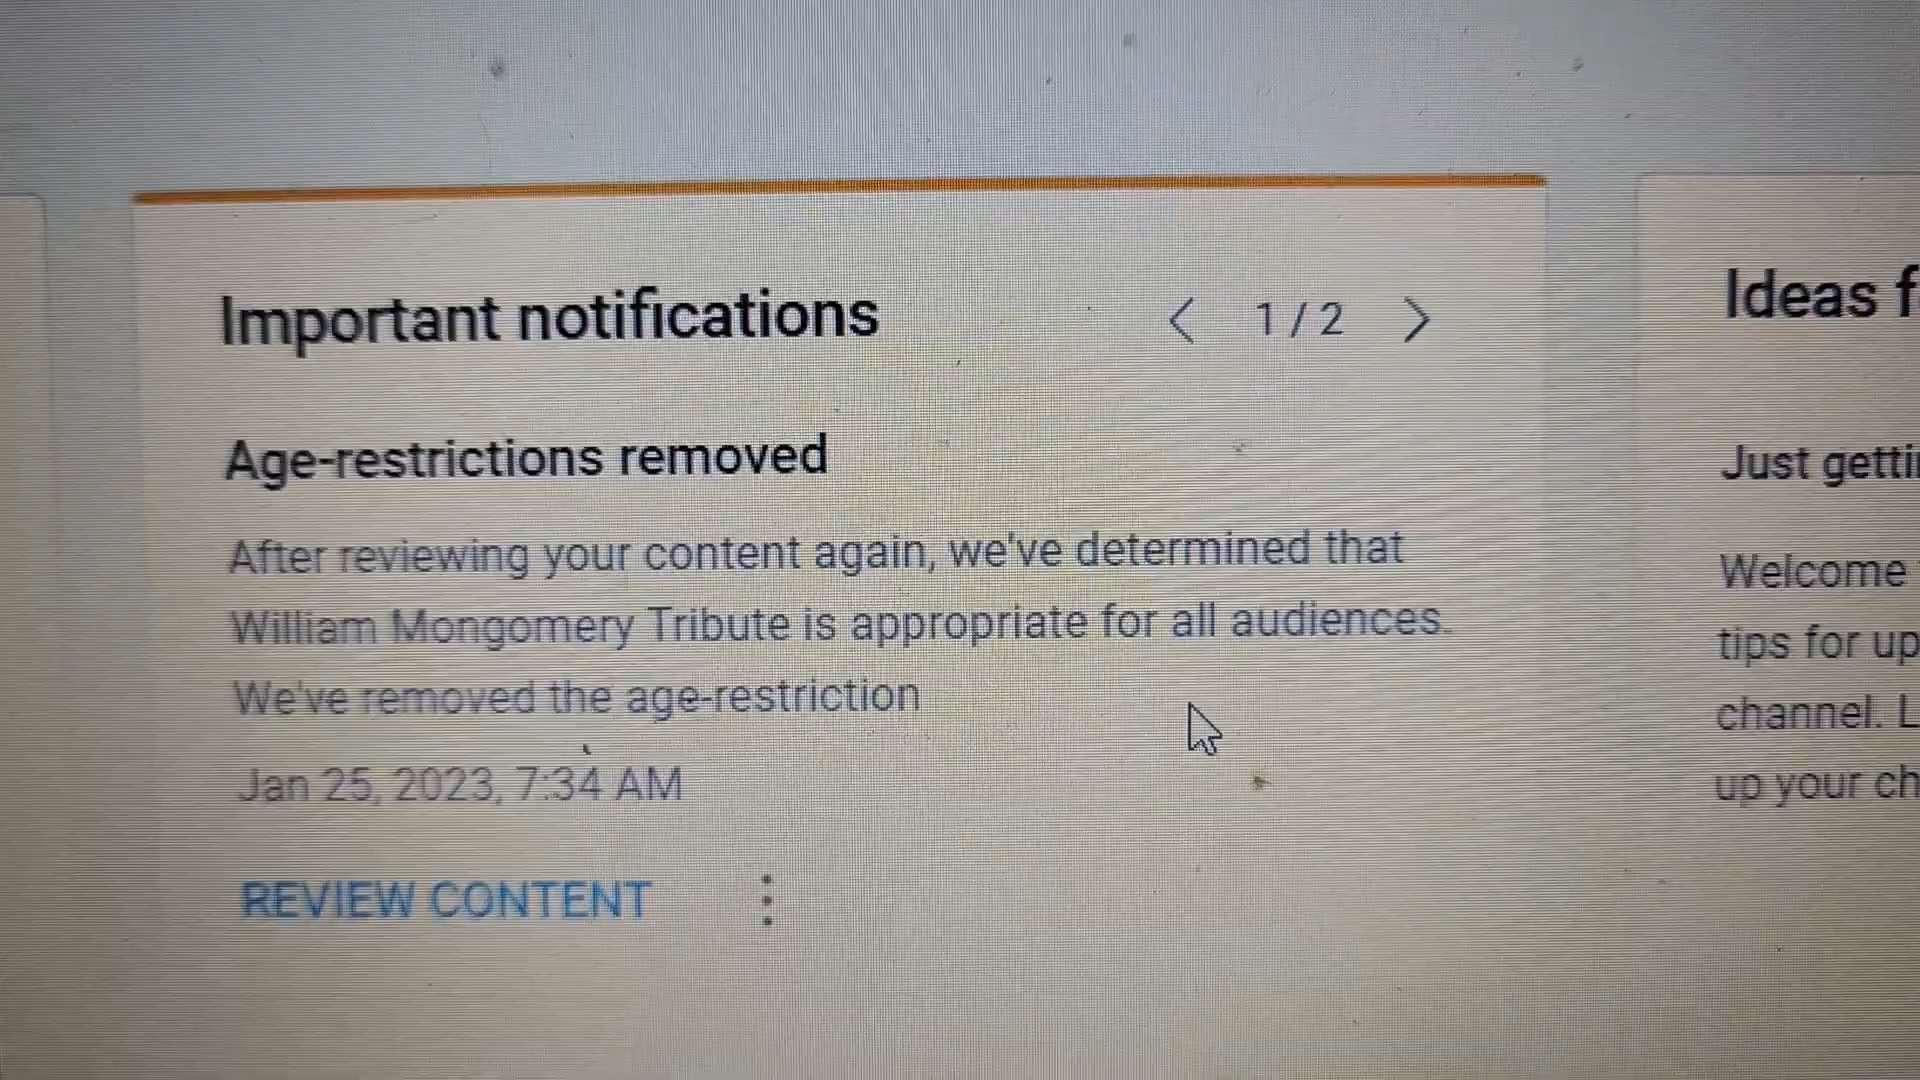 Important notifications
< 1 / 2 >
Age-restrictions removed
After reviewing your content again, we've determined that
William Mongomery Tribute is appropriate for all audiences.
We've removed the age-restriction
Jan 25, 2023, 7:34 AM
REVIEW CONTENT
Ideas f
Just getti
Welcome
tips for up
channel. L
up your ch